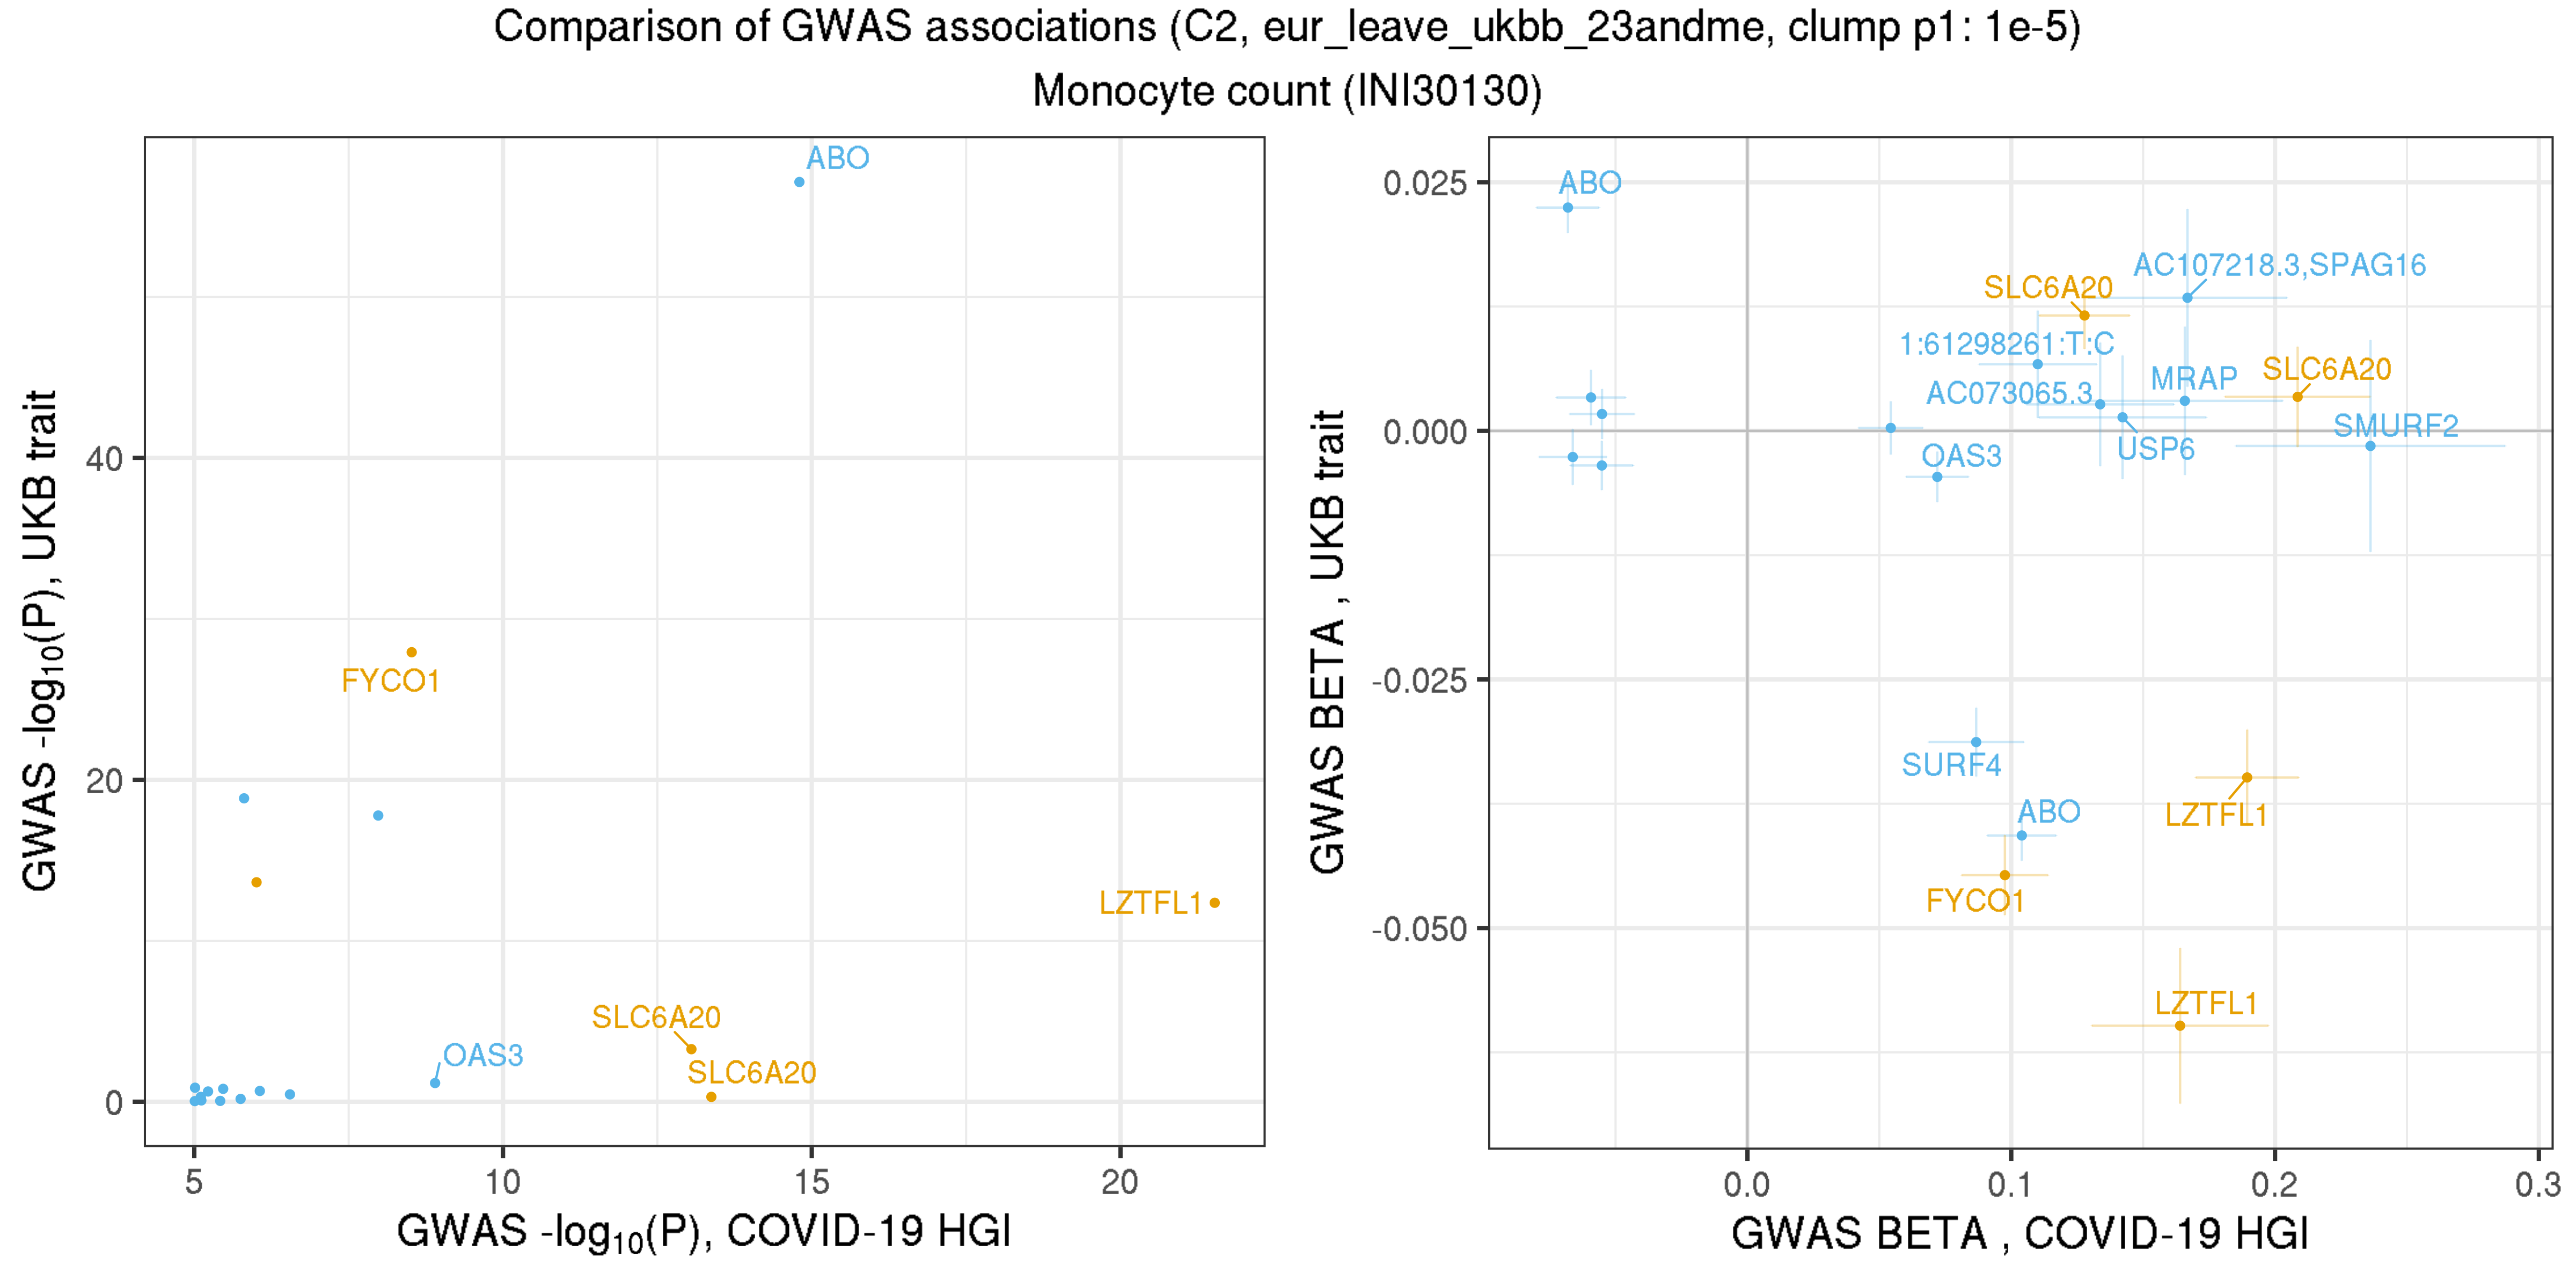 Comparison of GWAS associations (C2, eur_leave_ukbb_23andme, clump p1: 1e-5)
Monocyte count (INI30130)
GWAS -log10(P), UKB trait
40
20
0
ABO
FYCO1
LZTFL1
SLC6A20
SLC6A20
OAS3
5
10
15
20
GWAS -log10(P), COVID-19 HGI
GWAS BETA , UKB trait
0.025
0.000
-0.025
-0.050
ABO
AC107218.3,SPAG16
SLC6A20
1:61298261:T:C
MRAP
SLC6A20
AC073065.3
SMURF2
USP6
OAS3
SURF4
LZTFL1
ABO
FYCO1
LZTFL1
0.0
0.1
0.2
0.3
GWAS BETA , COVID-19 HGI